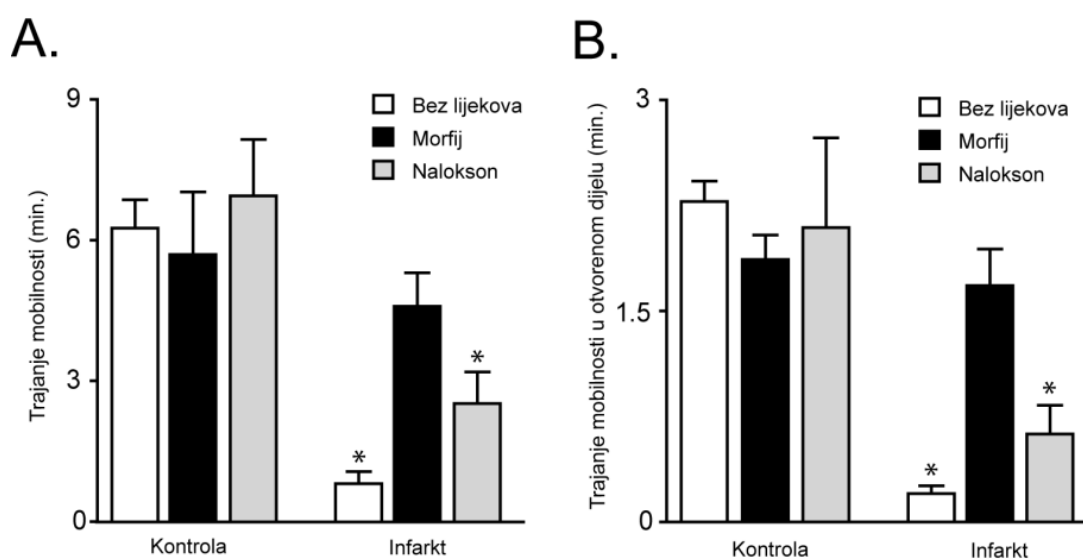 A.
Trajanje mobilnosti (min.)
9
6
3
0
Bez lijekova
Morfij
Nalokson
*
*
Kontrola
Infarkt
B.
Trajanje mobilnosti u otvorenom dijelu (min.)
3
1.5
0
Bez lijekova
Morfij
Nalokson
*
*
Kontrola
Infarkt